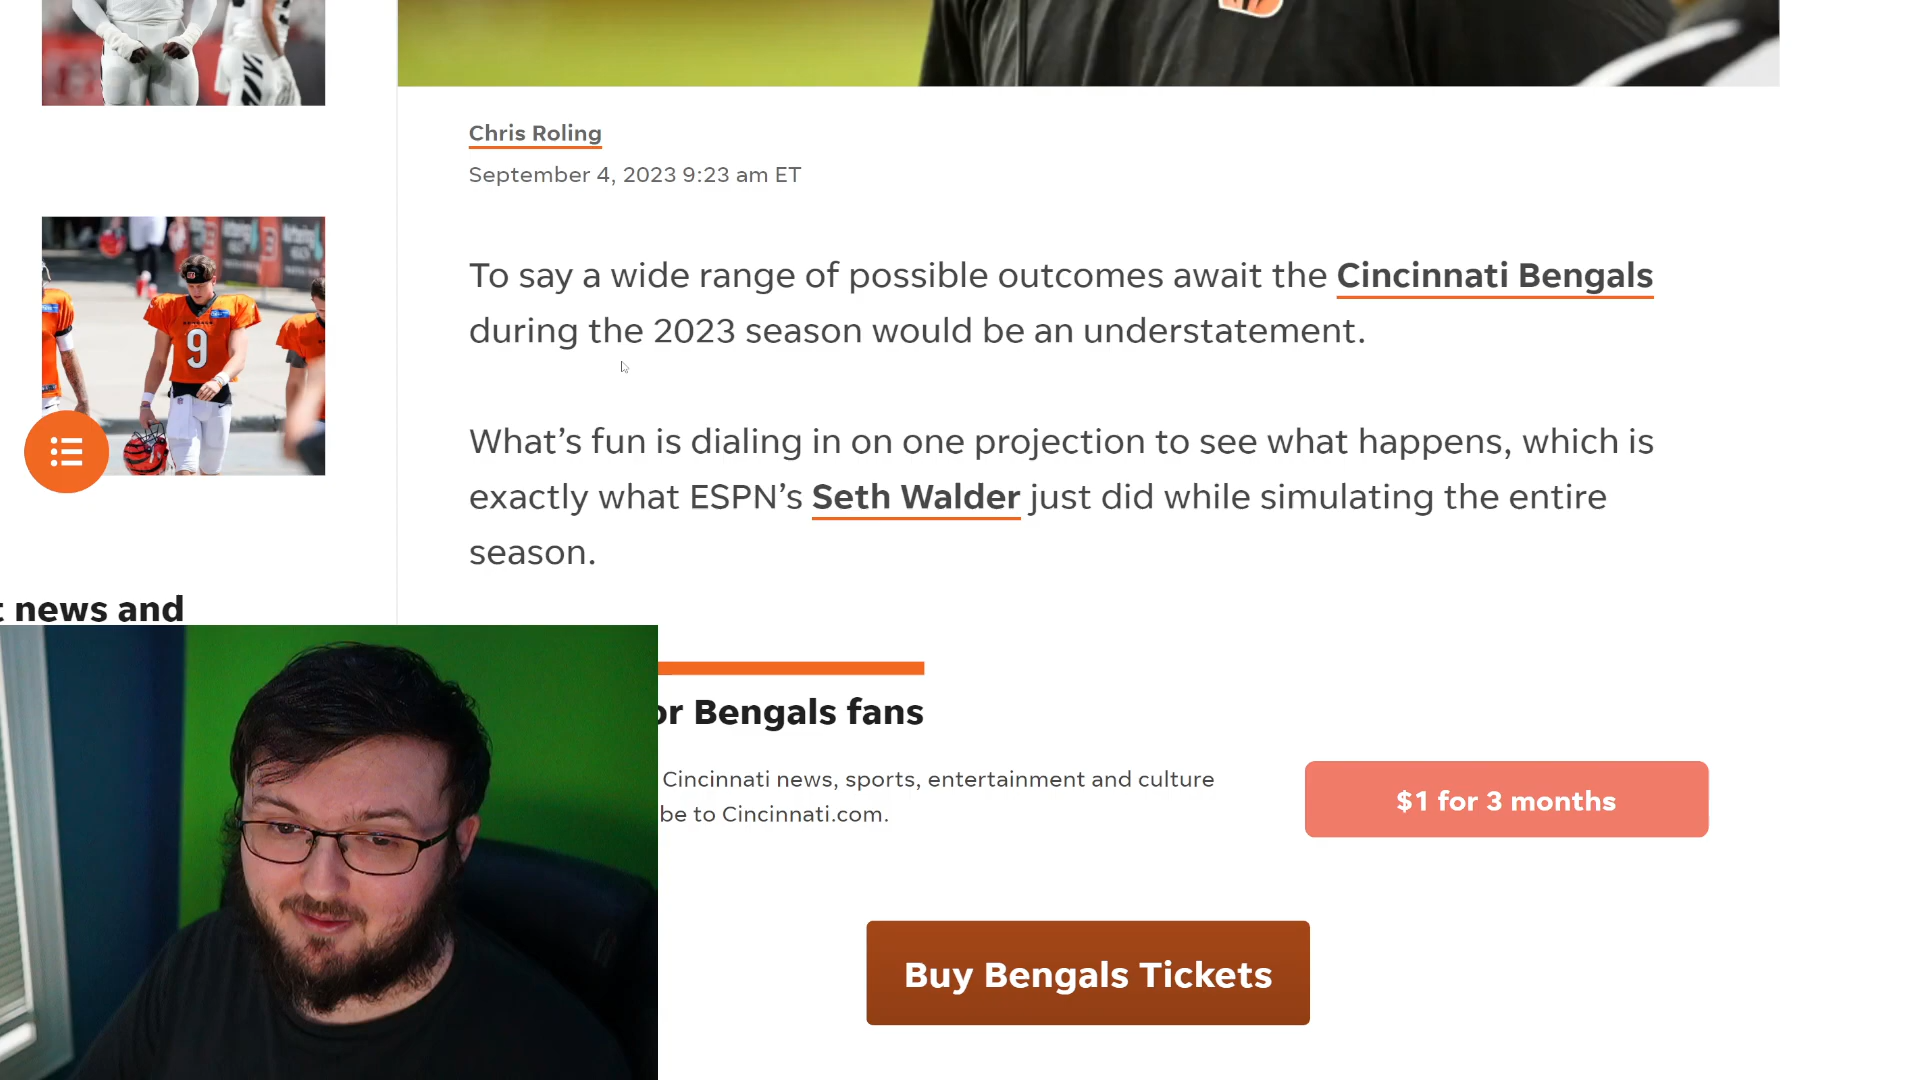 Chris Roling
September 4, 2023 9:23 am ET
9
To say a wide range of possible outcomes await the Cincinnati Bengals
during the 2023 season would be an understatement.
What's fun is dialing in on one projection to see what happens, which is
exactly what ESPN's Seth Walder just did while simulating the entire
season.
news and
Bengals fans
Cincinnati news, sports, entertainment and culture
to Cincinnati.com.
$1 for 3 months
Buy Bengals Tickets